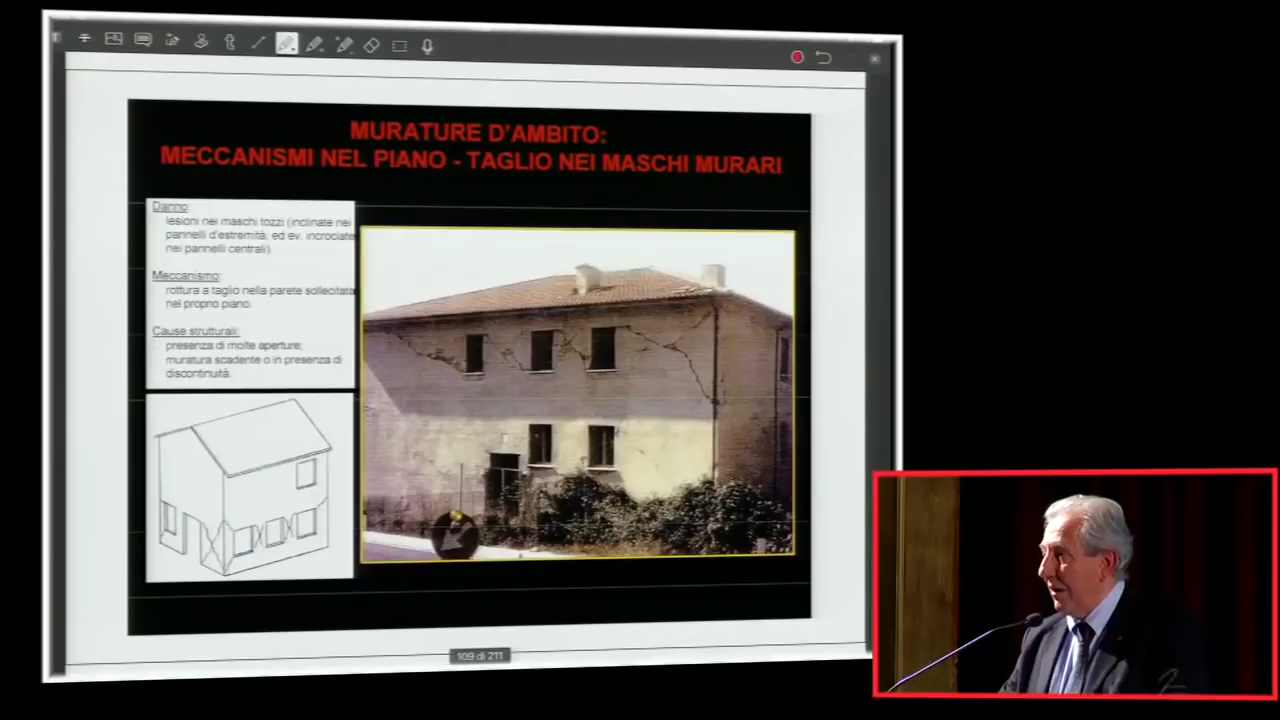 MURATURE D'AMBITO:
MECCANISMI NEL PIANO - TAGLIO NEI MASCHI MURARI
Danno:
lesioni nei maschi tozzi (inclinate nei
pannelli d'estremità, ed ev. incrociate
nei pannelli centrali).
Meccanismo:
rottura a taglio nella parete sollecitata
nel proprio piano.
Cause strutturali:
presenza di molte aperture;
muratura scadente o in presenza di
discontinuità.
109 di 211